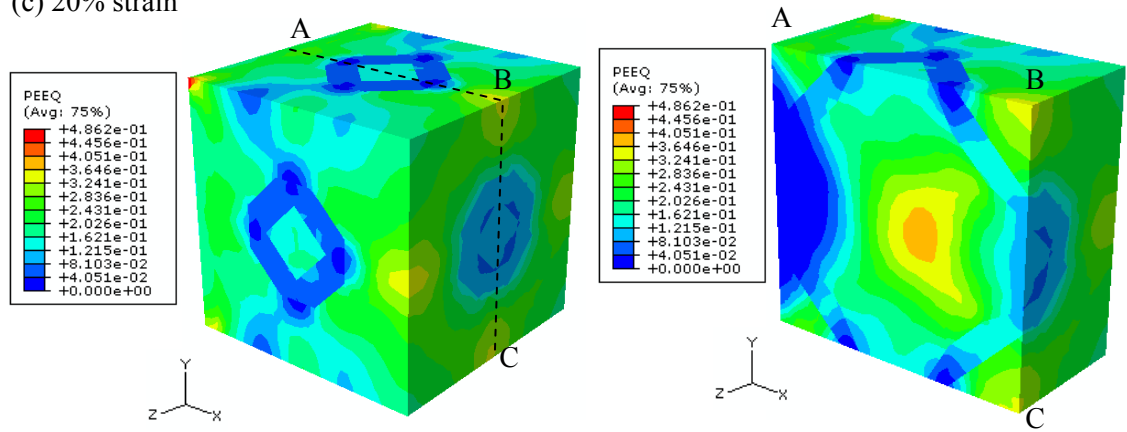 (c) 20% strain
A
B
C
PEEQ
(Avg: 75%)
+4.862e-01
+4.456e-01
+4.051e-01
+3.646e-01
+3.241e-01
+2.836e-01
+2.431e-01
+2.026e-01
+1.621e-01
+1.215e-01
+8.103e-02
+4.051e-02
+0.000e+00
Y
Z
X
A
B
C
PEEQ
(Avg: 75%)
+4.862e-01
+4.456e-01
+4.051e-01
+3.646e-01
+3.241e-01
+2.836e-01
+2.431e-01
+2.026e-01
+1.621e-01
+1.215e-01
+8.103e-02
+4.051e-02
+0.000e+00
Y
Z
X